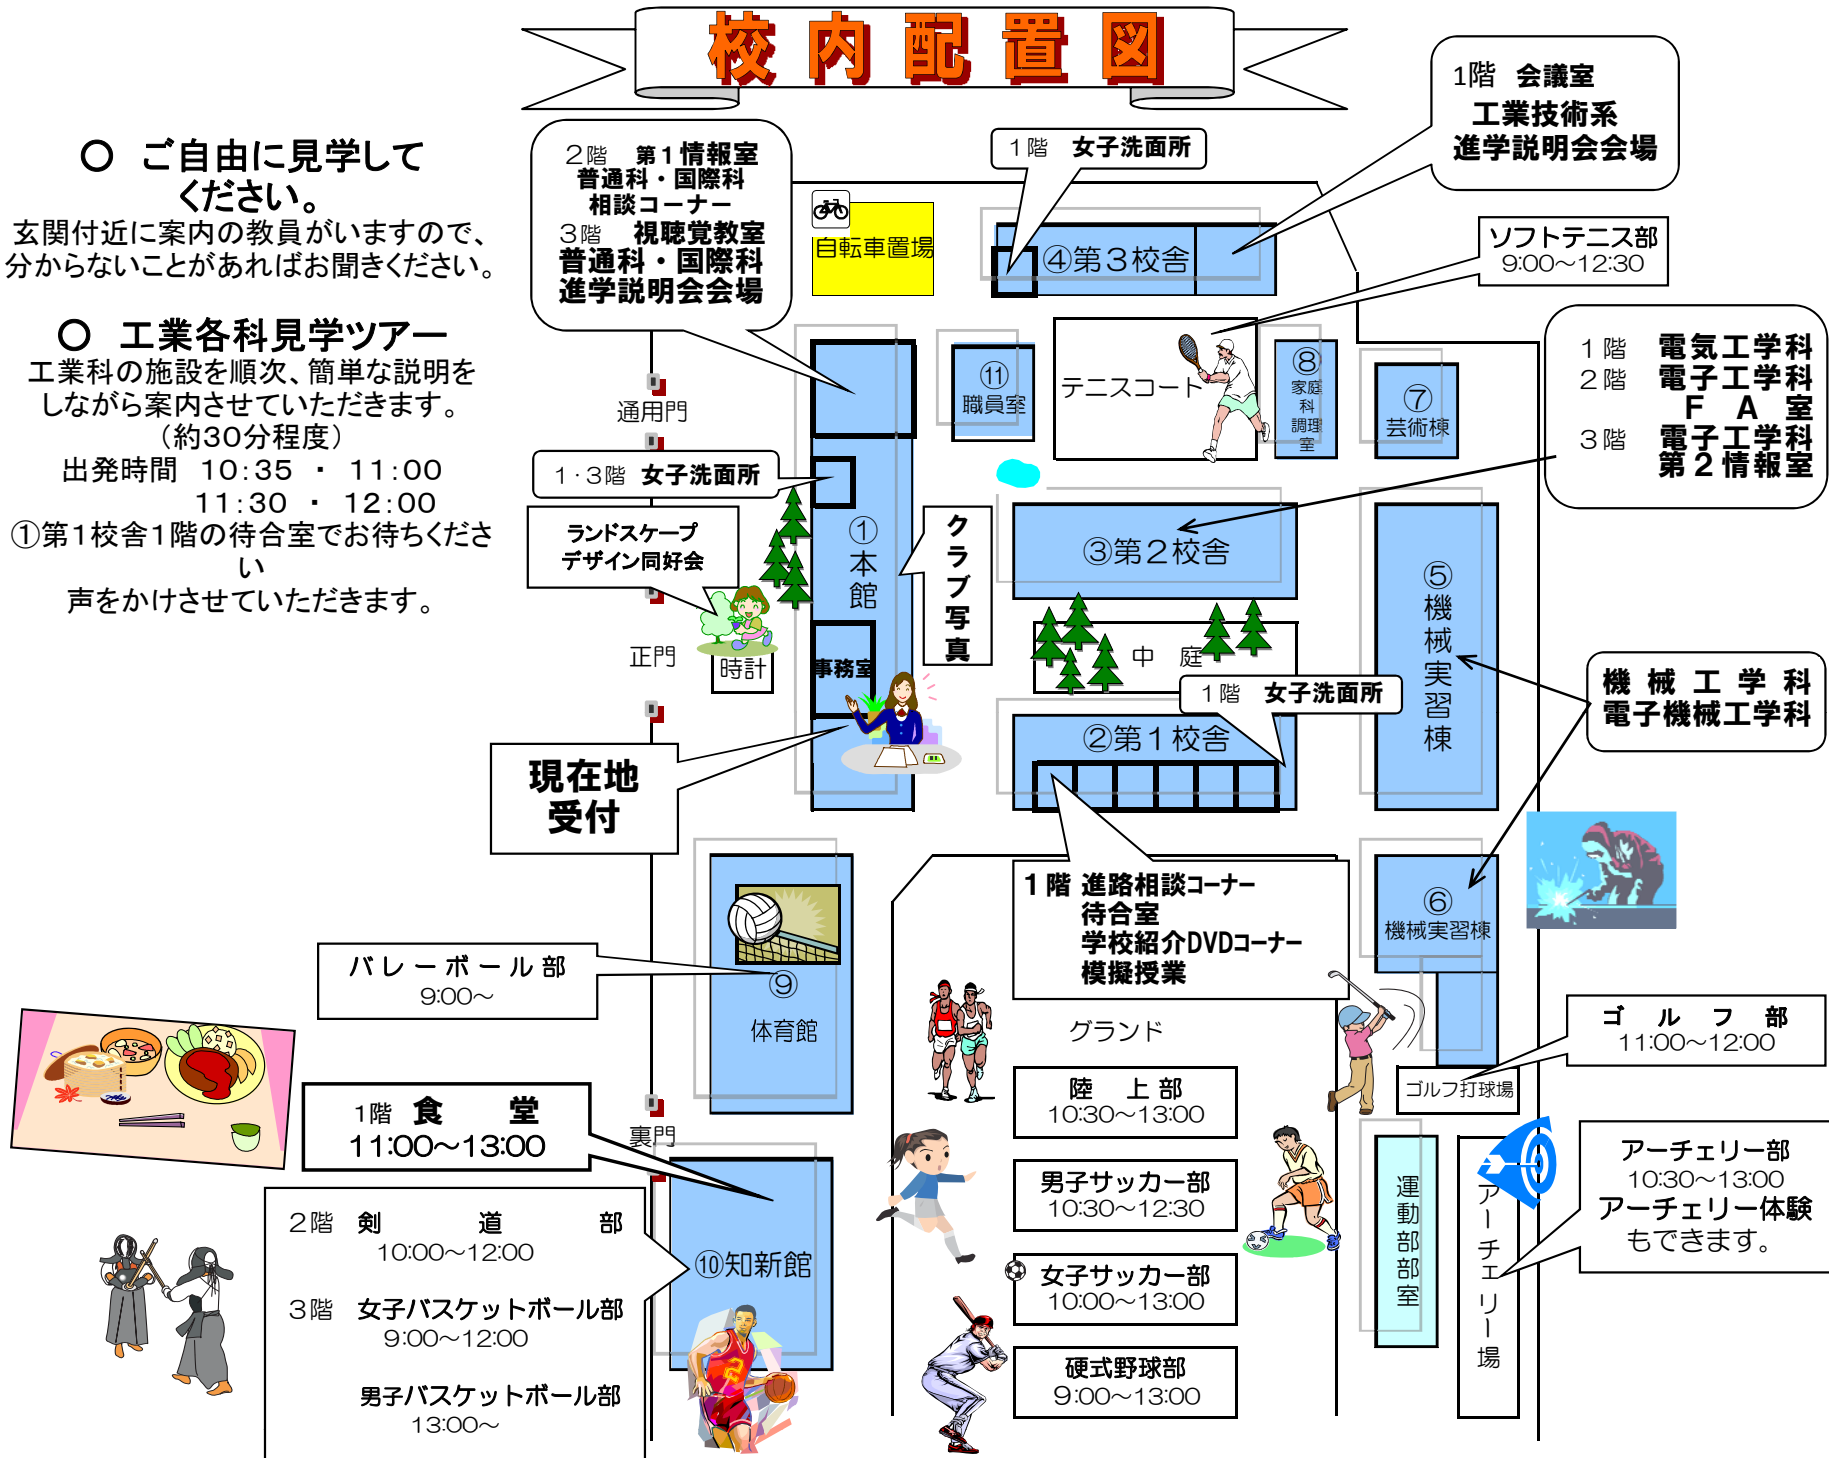 校内配置図
○ ご自由に見学して
ください。
玄関付近に案内の教員がいますので、
分からないことがあればお聞きください。
○ 工業各科見学ツアー
工業科の施設を順次、簡単な説明を
しながら案内させていただきます。
(約30分程度)
出発時間 10:35 ・ 11:00
11:30 ・ 12:00
①第1校舎1階の待合室でお待ちくださ
い
声をかけさせていただきます。
2階 第1情報室
普通科・国際科
相談コーナー
3階 視聴覚教室
普通科・国際科
進学説明会会場
自転車置場
1階 女子洗面所
④第3校舎
1階 会議室
工業技術系
進学説明会会場
ソフトテニス部
9:00~12:30
1階 電気工学科
2階 電子工学科
FA室
3階 電子工学科
第2情報室
通用門
⑪
職員室
テニスコート
⑧
家庭
科
調理
室
⑦
芸術棟
1・3階 女子洗面所
ランドスケープ
デザイン同好会
①本館
クラブ写真
③第2校舎
⑤機械実習棟
正門
時計
事務室
中庭
1階 女子洗面所
②第1校舎
機械工学科
電子機械工学科
現在地
受付
1階 進路相談コーナー
待合室
学校紹介DVDコーナー
模擬授業
⑥
機械実習棟
バレーボール部
9:00~
⑨
体育館
グランド
ゴルフ部
11:00~12:00
ゴルフ打球場
1階 食堂
11:00~13:00
裏門
陸上部
10:30~13:00
男子サッカー部
10:30~12:30
女子サッカー部
10:00~13:00
硬式野球部
9:00~13:00
運動部部室
アーチェリー場
アーチェリー部
10:30~13:00
アーチェリー体験
もできます。
2階 剣道部
10:00~12:00
3階 女子バスケットボール部
9:00~12:00
男子バスケットボール部
13:00~
⑩知新館
2